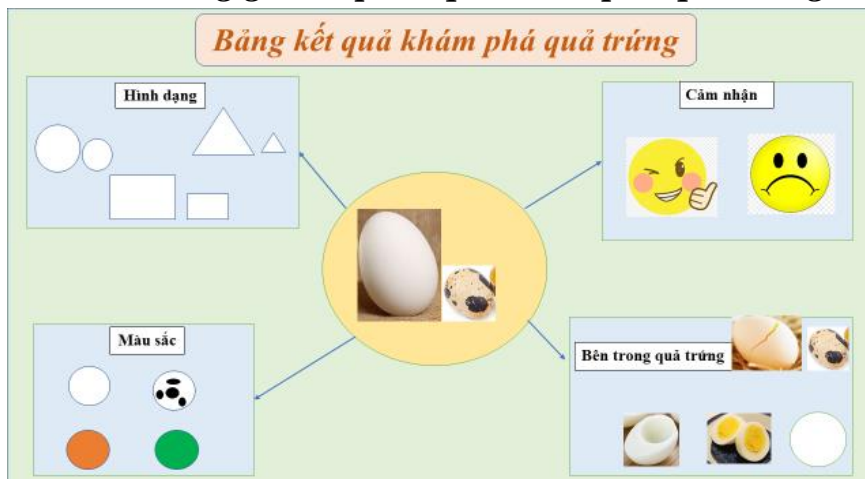 Bảng kết quả khám phá quả trứng
Hình dạng
Cảm nhận
Màu sắc
Bên trong quả trứng